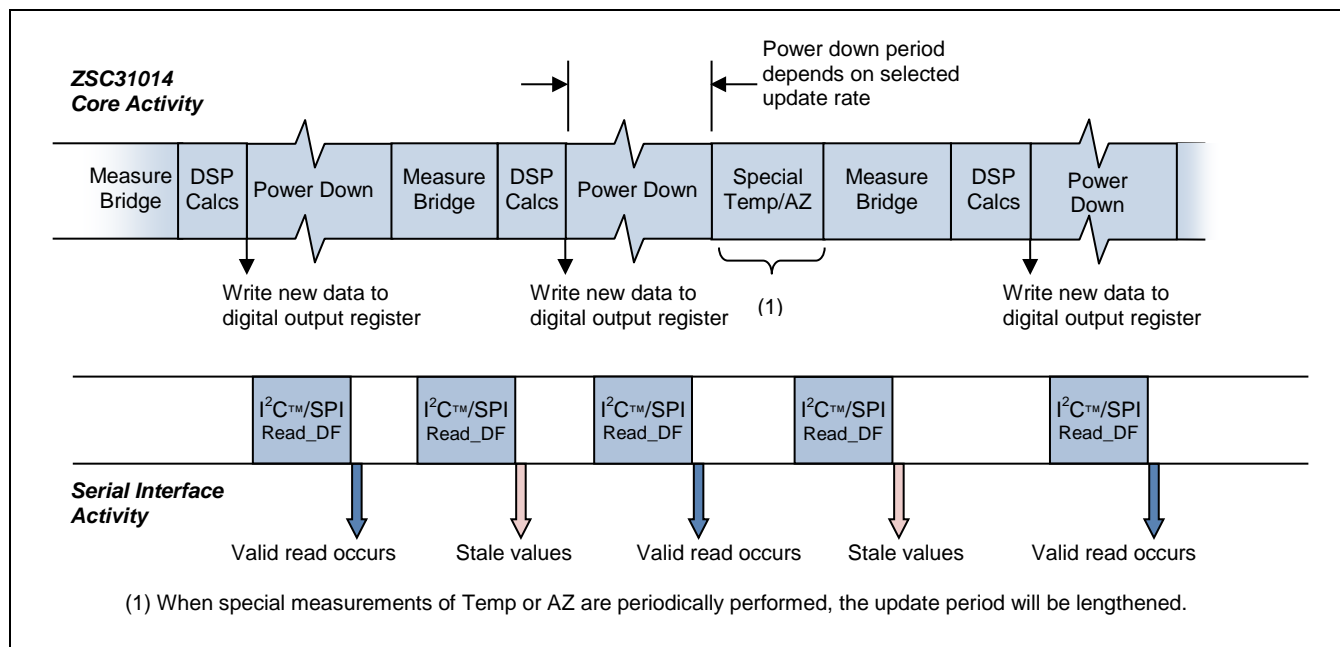 ZSC31014
Core Activity
Power down period
depends on selected
update rate
Measure
Bridge
DSP
Calcs
Power Down
Measure
Bridge
DSP
Calcs
Power Down
Special
Temp/AZ
Measure
Bridge
DSP
Calcs
Power
Down
Write new data to
digital output register
Write new data to
digital output register
(1)
Write new data to
digital output register
I²C™/SPI
Read_DF
I²C™/SPI
Read_DF
I²C™/SPI
Read_DF
I²C™/SPI
Read_DF
I²C™/SPI
Read_DF
Serial Interface
Activity
Valid read occurs
Stale values
Valid read occurs
Stale values
Valid read occurs
(1) When special measurements of Temp or AZ are periodically performed, the update period will be lengthened.